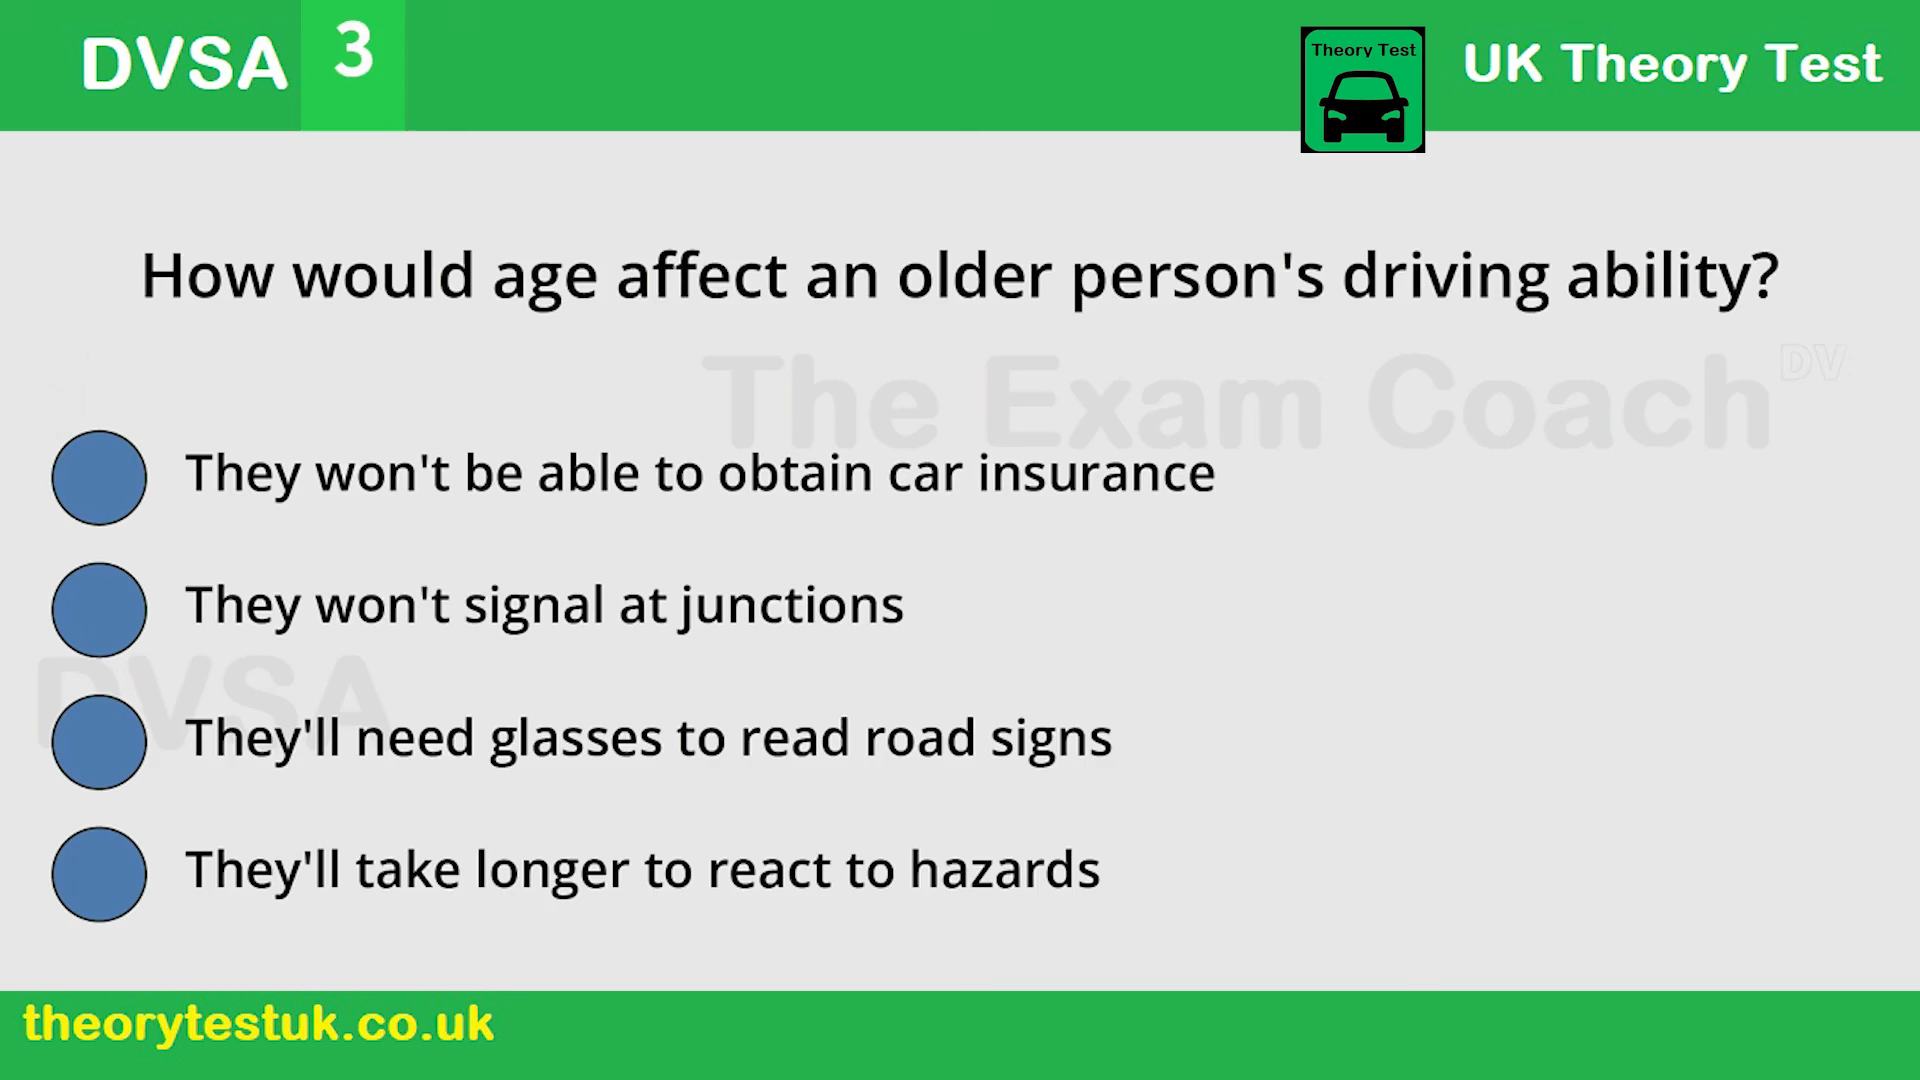 DVSA
3
Theory Test
UK Theory Test
How would age affect an older person's driving ability?
The Exam Coach
DV
They won't be able to obtain car insurance
They won't signal at junctions
DVSA
They'll need glasses to read road signs
They'll take longer to react to hazards
theorytestuk.co.uk